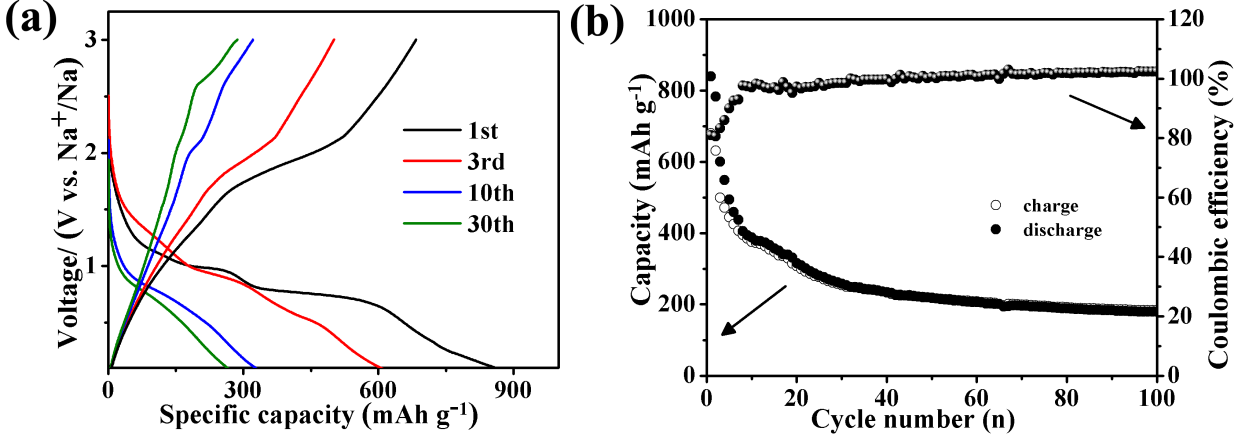 (a)
3
2
1
0
300
600
900
Voltage/ (V vs. Na⁺/Na)
Specific capacity (mAh g⁻¹)
1st
3rd
10th
30th
(b)
1000
800
600
400
200
0
Capacity (mAh g⁻¹)
120
100
80
60
40
20
0
Coulombic efficiency (%)
charge
discharge
0
20
40
60
80
100
Cycle number (n)